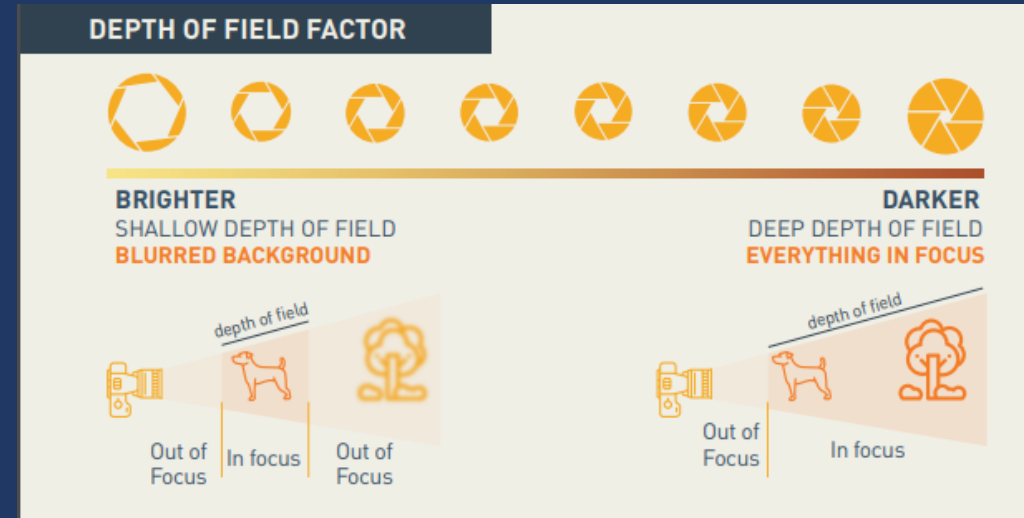 DEPTH OF FIELD FACTOR
BRIGHTER
SHALLOW DEPTH OF FIELD
BLURRED BACKGROUND
DARKER
DEEP DEPTH OF FIELD
EVERYTHING IN FOCUS
depth of field
Out of
Focus
In focus
Out of
Focus
depth of field
Out of
Focus
In focus